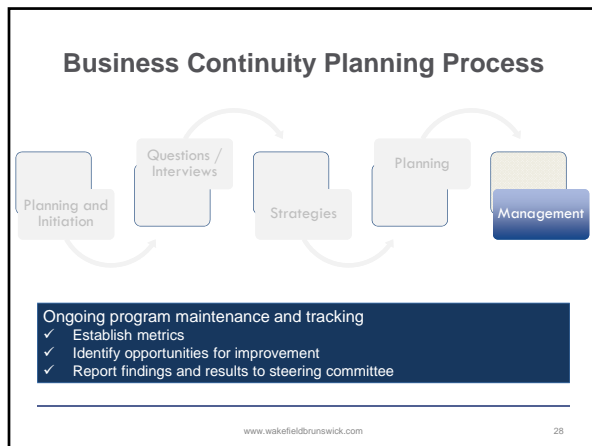 Business Continuity Planning Process
Planning and
Initiation
Questions /
Interviews
Strategies
Planning
Management
Ongoing program maintenance and tracking
✓ Establish metrics
✓ Identify opportunities for improvement
✓ Report findings and results to steering committee
www.wakefieldbrunswick.com
28